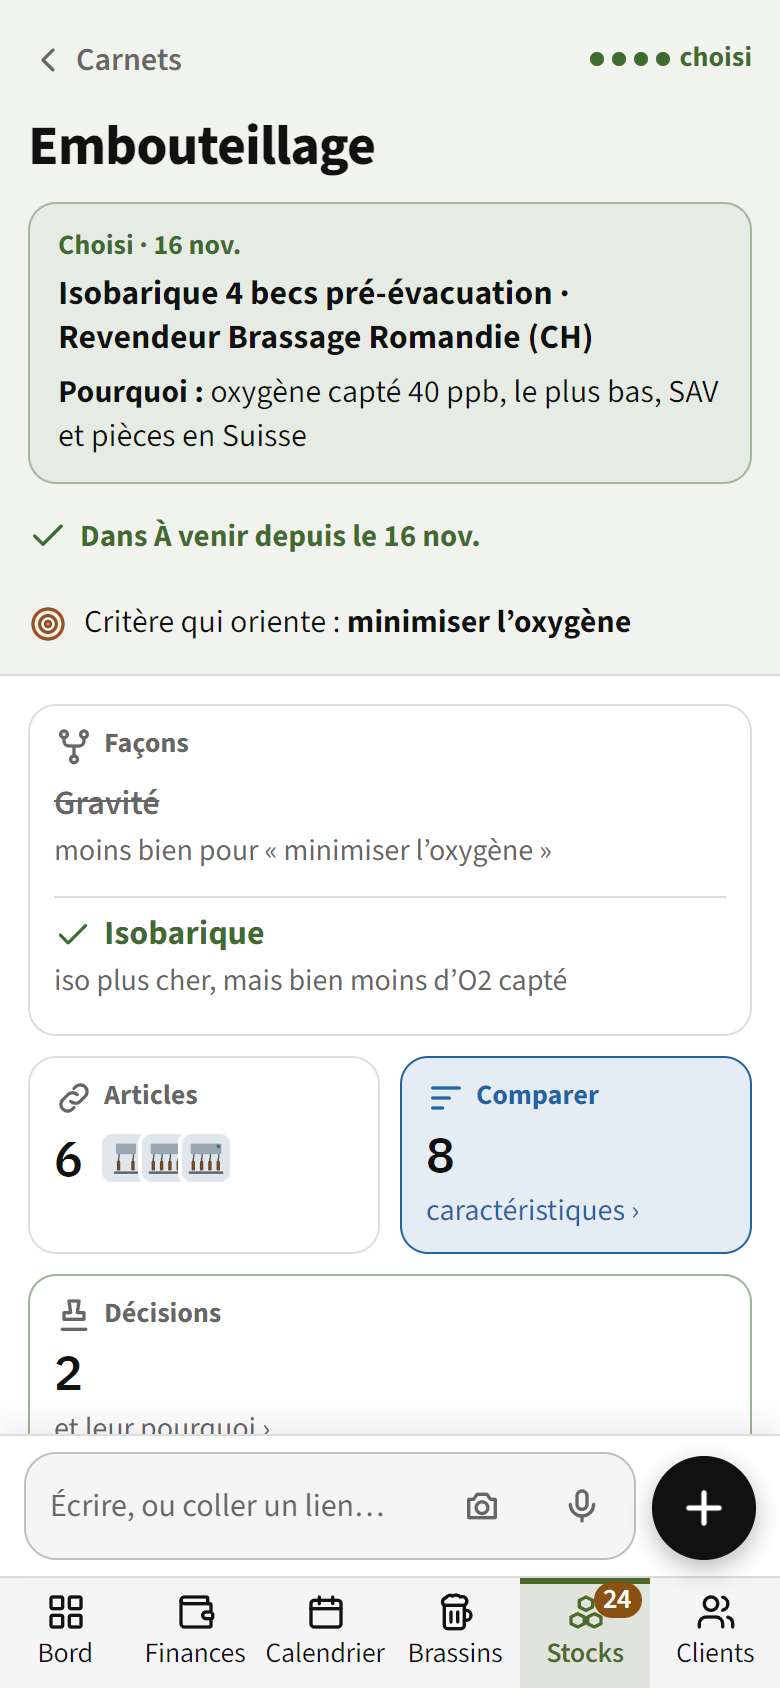 Carnets
choisi
Embouteillage
Choisi · 16 nov.
Isobarique 4 becs pré-évacuation ·
Revendeur Brassage Romandie (CH)
Pourquoi : oxygène capté 40 ppb, le plus bas, SAV
et pièces en Suisse
Dans À venir depuis le 16 nov.
Critère qui oriente : minimiser l’oxygène
Façons
Gravité
moins bien pour « minimiser l’oxygène »
Isobarique
iso plus cher, mais bien moins d’O2 capté
Articles
6
Comparer
8
caractéristiques ›
Décisions
2
et leur pourquoi ›
Écrire, ou coller un lien…
24
Bord
Finances
Calendrier
Brassins
Stocks
Clients